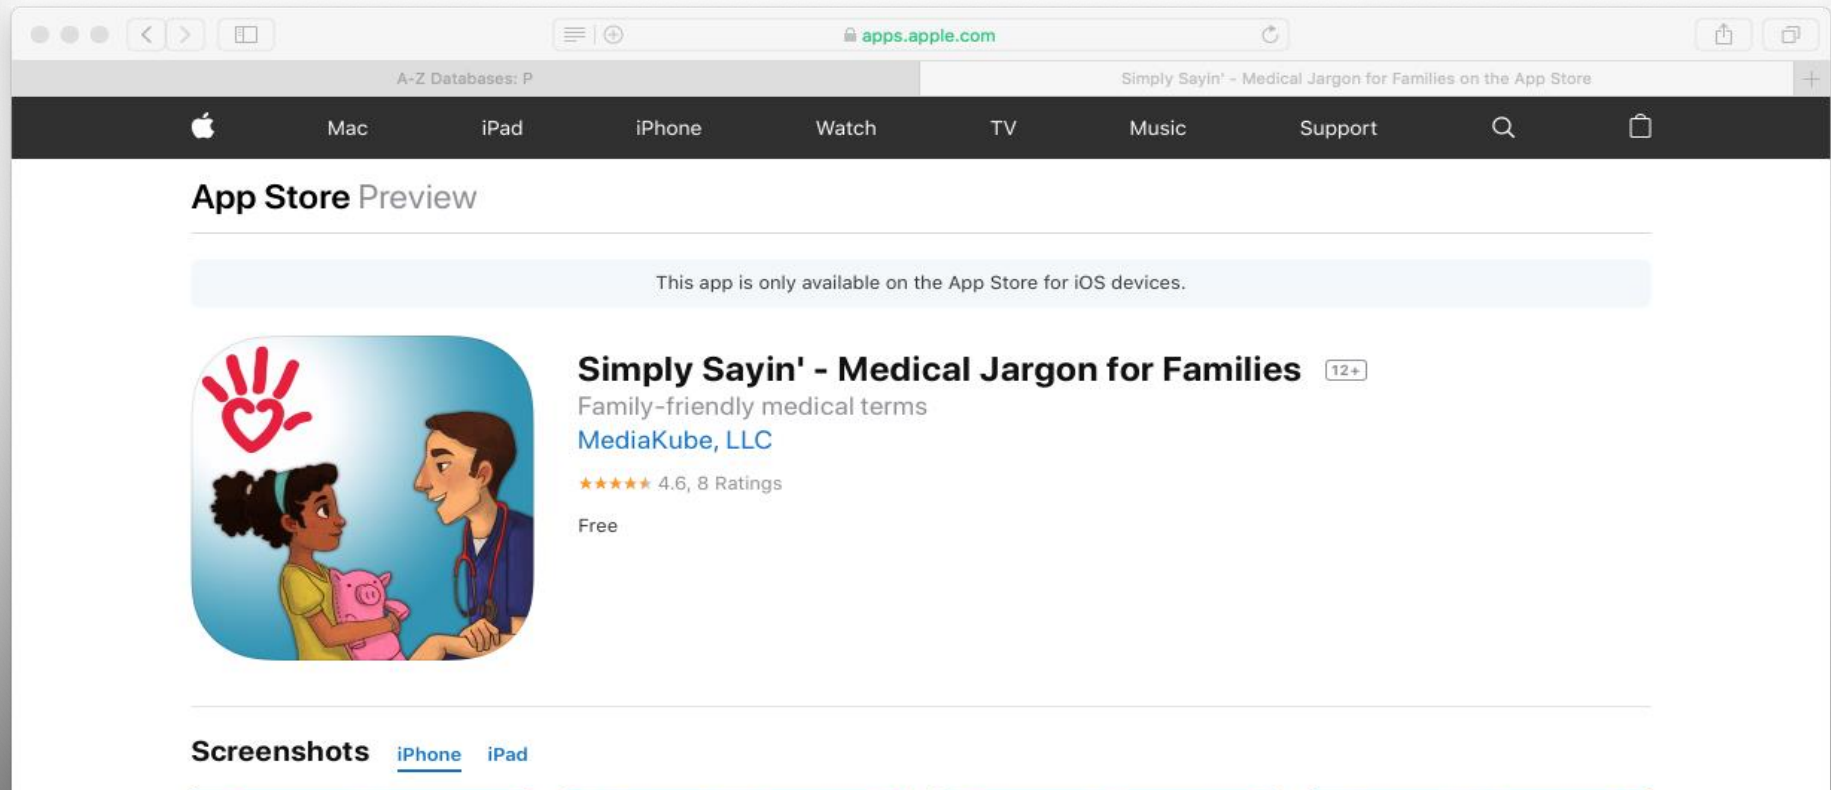 apps.apple.com
A-Z Databases: P
Simply Sayin' - Medical Jargon for Families on the App Store
Mac iPad iPhone Watch TV Music Support
App Store Preview
This app is only available on the App Store for iOS devices.
Simply Sayin' - Medical Jargon for Families 12+
Family-friendly medical terms
MediaKube, LLC
4.6, 8 Ratings
Free
Screenshots iPhone iPad